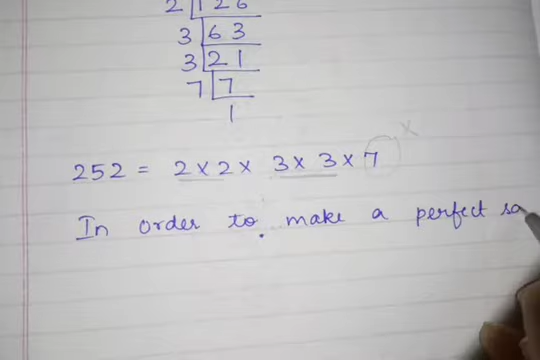 2 | 126
3 | 63
3 | 21
7 | 7
1
252 = 2 × 2 × 3 × 3 × 7 ×
In order to make a perfect